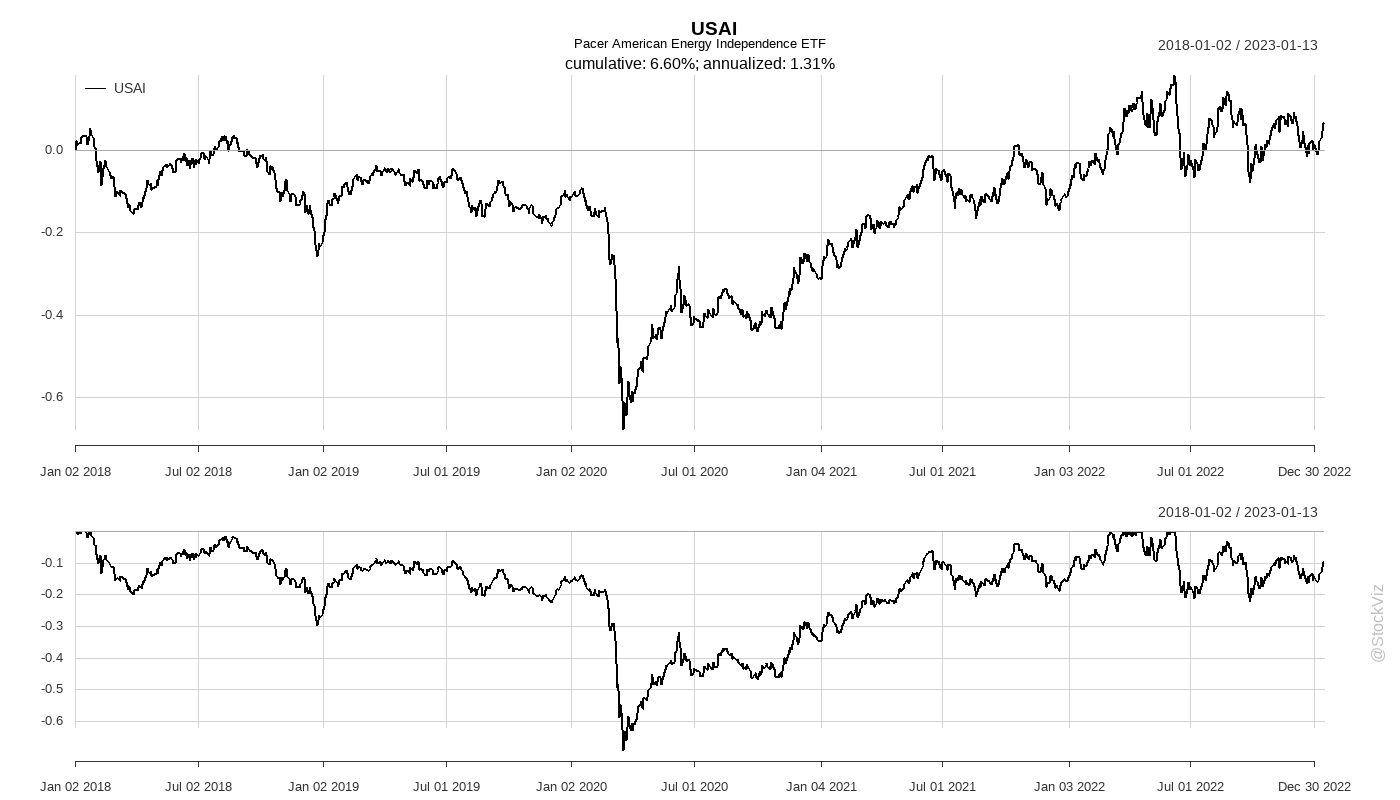 USAI
Pacer American Energy Independence ETF
cumulative: 6.60%; annualized: 1.31%
2018-01-02 / 2023-01-13
USAI
0.0
-0.2
-0.4
-0.6
Jan 02 2018 Jul 02 2018 Jan 02 2019 Jul 01 2019 Jan 02 2020 Jul 01 2020 Jan 04 2021 Jul 01 2021 Jan 03 2022 Jul 01 2022 Dec 30 2022
2018-01-02 / 2023-01-13
-0.1
-0.2
-0.3
-0.4
-0.5
-0.6
Jan 02 2018 Jul 02 2018 Jan 02 2019 Jul 01 2019 Jan 02 2020 Jul 01 2020 Jan 04 2021 Jul 01 2021 Jan 03 2022 Jul 01 2022 Dec 30 2022
@StockViz